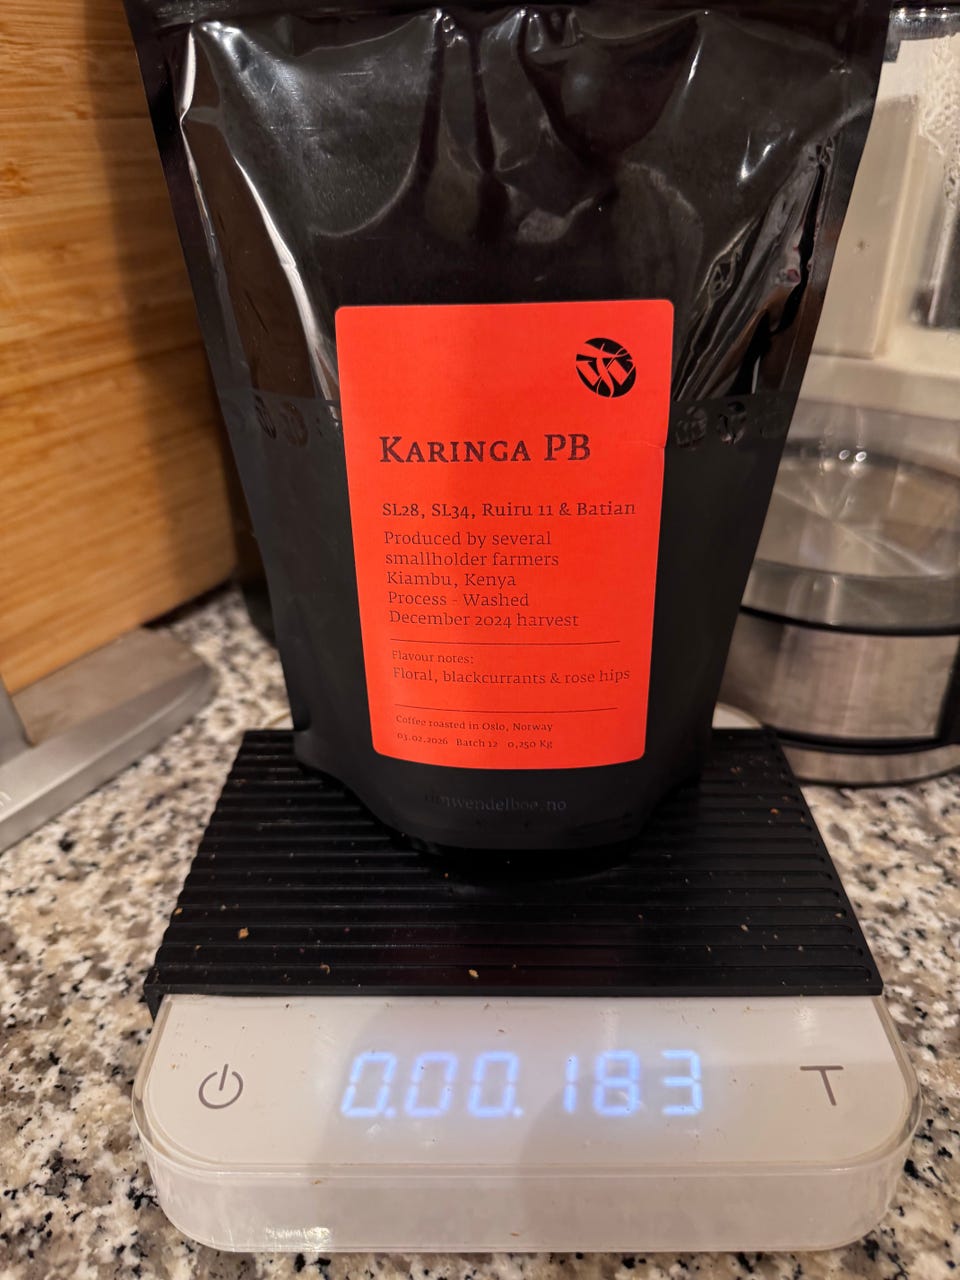 KARINGA PB
SL28, SL34, Ruiru 11 & Batian
Produced by several
smallholder farmers
Kiambu, Kenya
Process - Washed
December 2024 harvest
Flavour notes:
Floral, blackcurrants & rose hips
Coffee roasted in Oslo, Norway
03.02.2026 Batch 12 0,250 Kg
timwendelboe.no
0.00.183
T